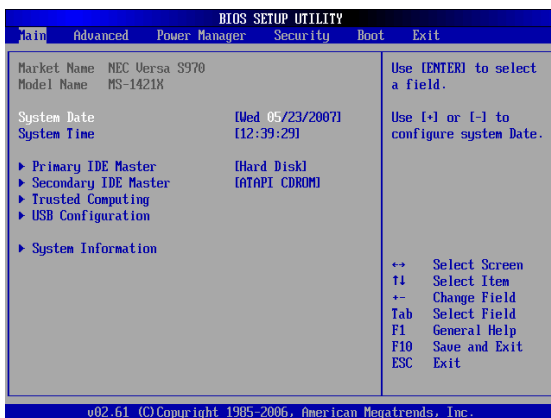 BIOS SETUP UTILITY
Main Advanced Power Manager Security Boot Exit
Market Name NEC Versa S970
Model Name MS-1421X
System Date [Wed 05/23/2007]
System Time [12:39:29]
▶ Primary IDE Master [Hard Disk]
▶ Secondary IDE Master [ATAPI CDROM]
▶ Trusted Computing
▶ USB Configuration
▶ System Information
Use [ENTER] to select
a field.
Use [+] or [-] to
configure system Date.
↔ Select Screen
↑↓ Select Item
+- Change Field
Tab Select Field
F1 General Help
F10 Save and Exit
ESC Exit
v02.61 (C)Copyright 1985-2006, American Megatrends, Inc.